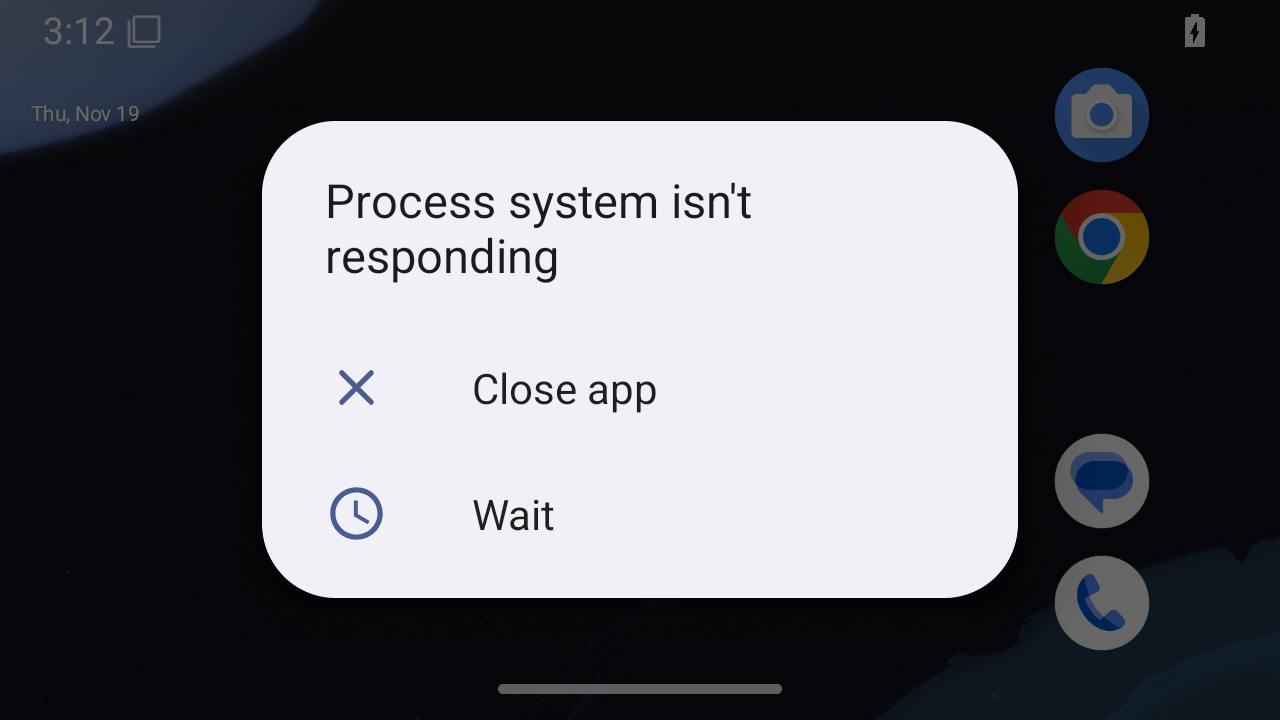 3:12
Thu, Nov 19
Process system isn't
responding
Close app
Wait